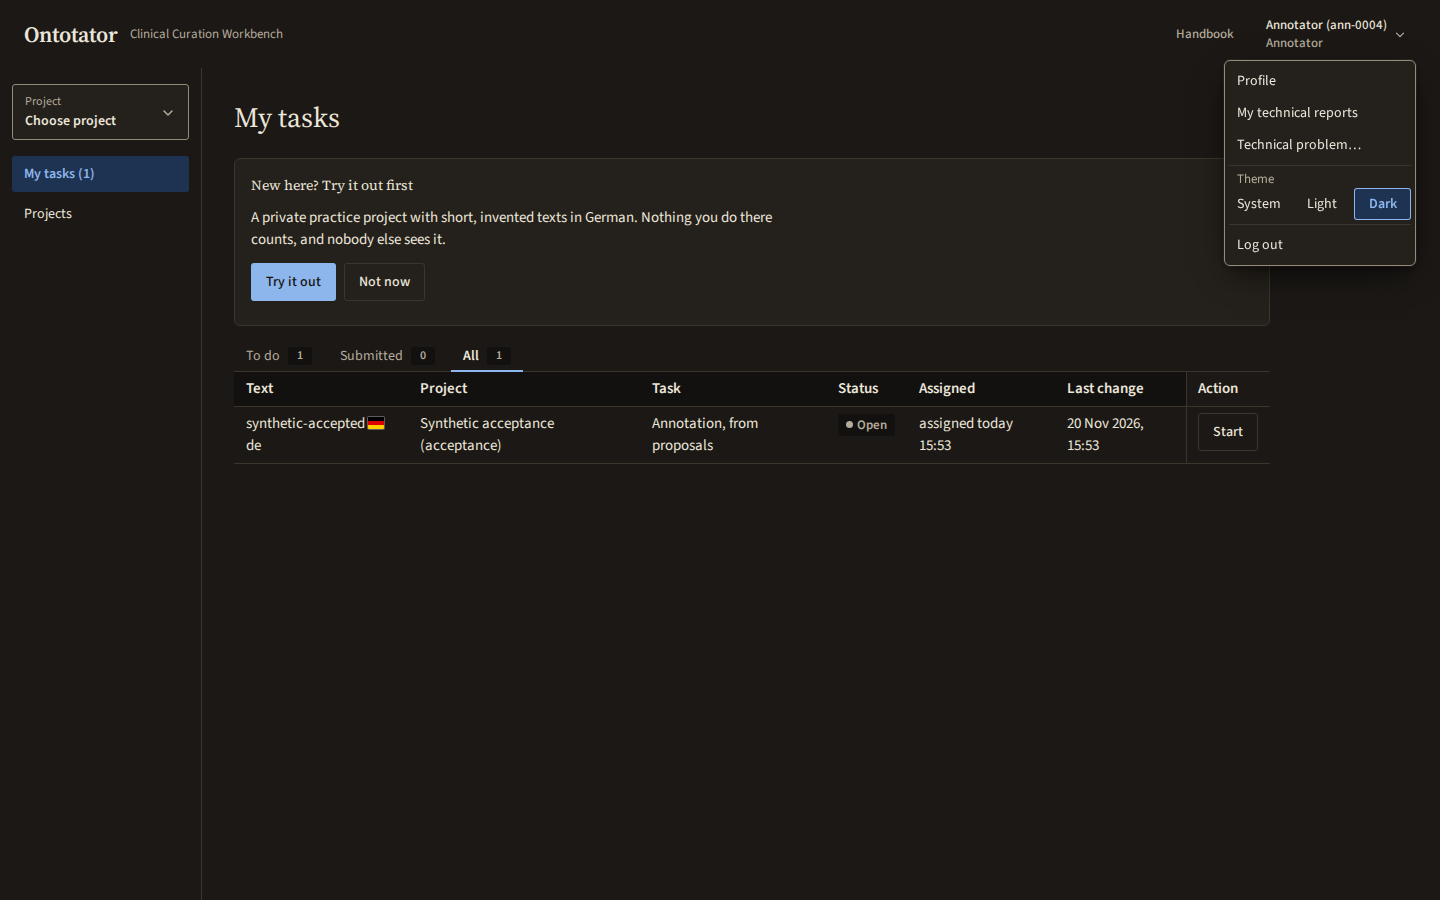 Ontotator
Clinical Curation Workbench
Handbook
Annotator (ann-0004)
Annotator
Profile
My technical reports
Technical problem…
Theme
System Light Dark
Log out
Project
Choose project
My tasks (1)
Projects
My tasks
New here? Try it out first
A private practice project with short, invented texts in German. Nothing you do there
counts, and nobody else sees it.
Try it out Not now
To do 1 Submitted 0 All 1
Text Project Task Status Assigned Last change Action
synthetic-accepted Synthetic acceptance Annotation, from Open assigned today 20 Nov 2026, Start
de (acceptance) proposals 15:53 15:53